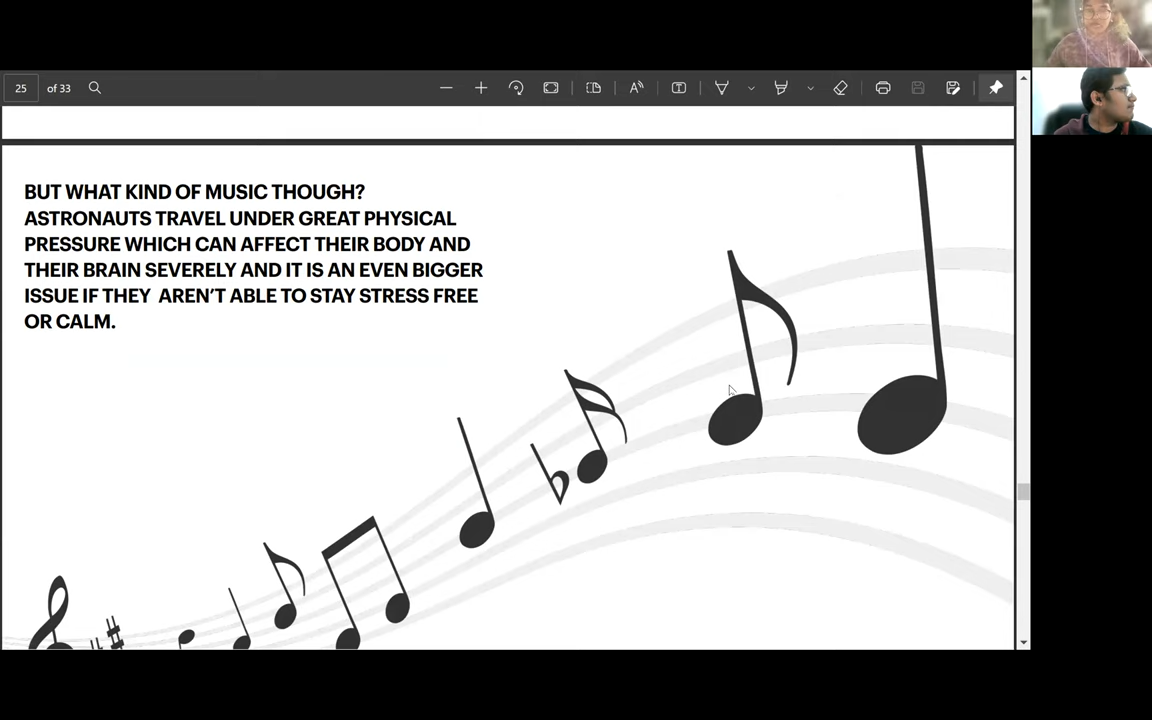 25 of 33
BUT WHAT KIND OF MUSIC THOUGH?
ASTRONAUTS TRAVEL UNDER GREAT PHYSICAL
PRESSURE WHICH CAN AFFECT THEIR BODY AND
THEIR BRAIN SEVERELY AND IT IS AN EVEN BIGGER
ISSUE IF THEY AREN'T ABLE TO STAY STRESS FREE
OR CALM.